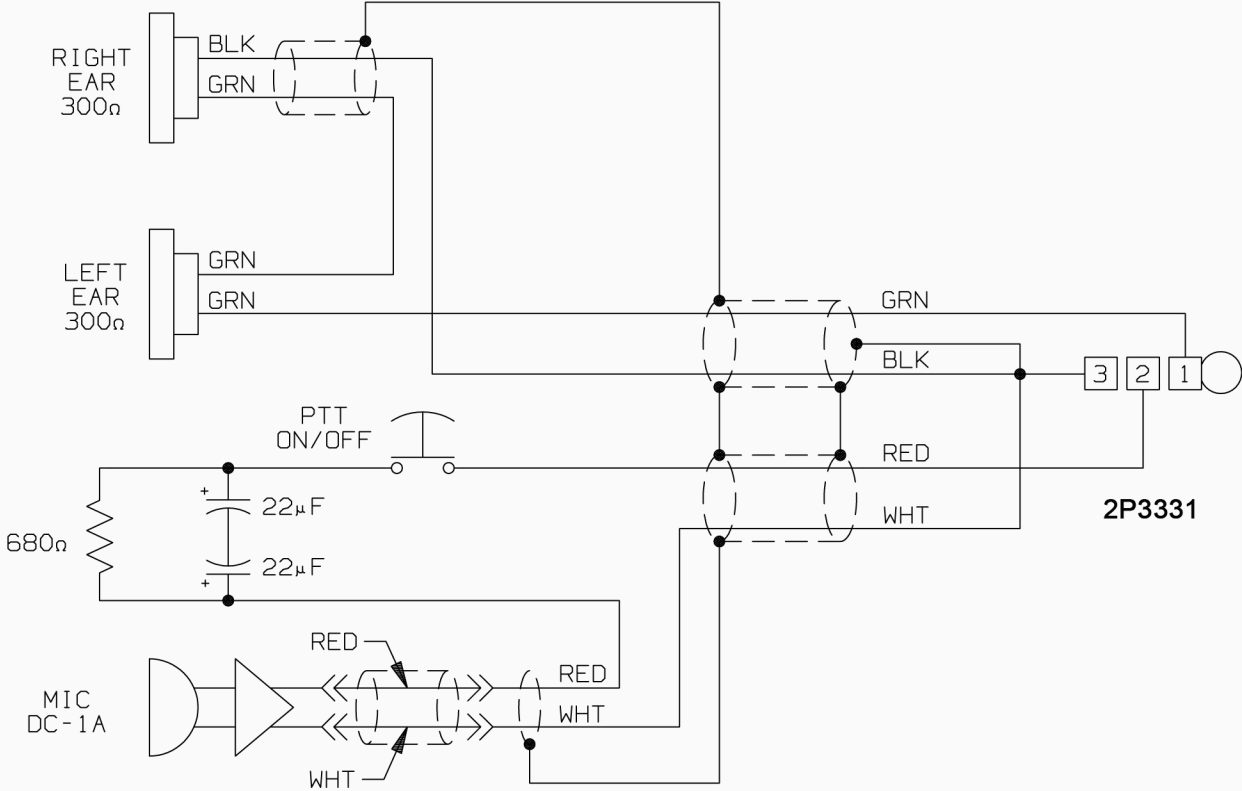 RIGHT
EAR
300Ω
BLK
GRN
LEFT
EAR
300Ω
GRN
GRN
GRN
BLK
3 2 1
PTT
ON/OFF
RED
WHT
2P3331
680Ω
+
22μF
22μF
+
RED
MIC
DC-1A
RED
WHT
WHT